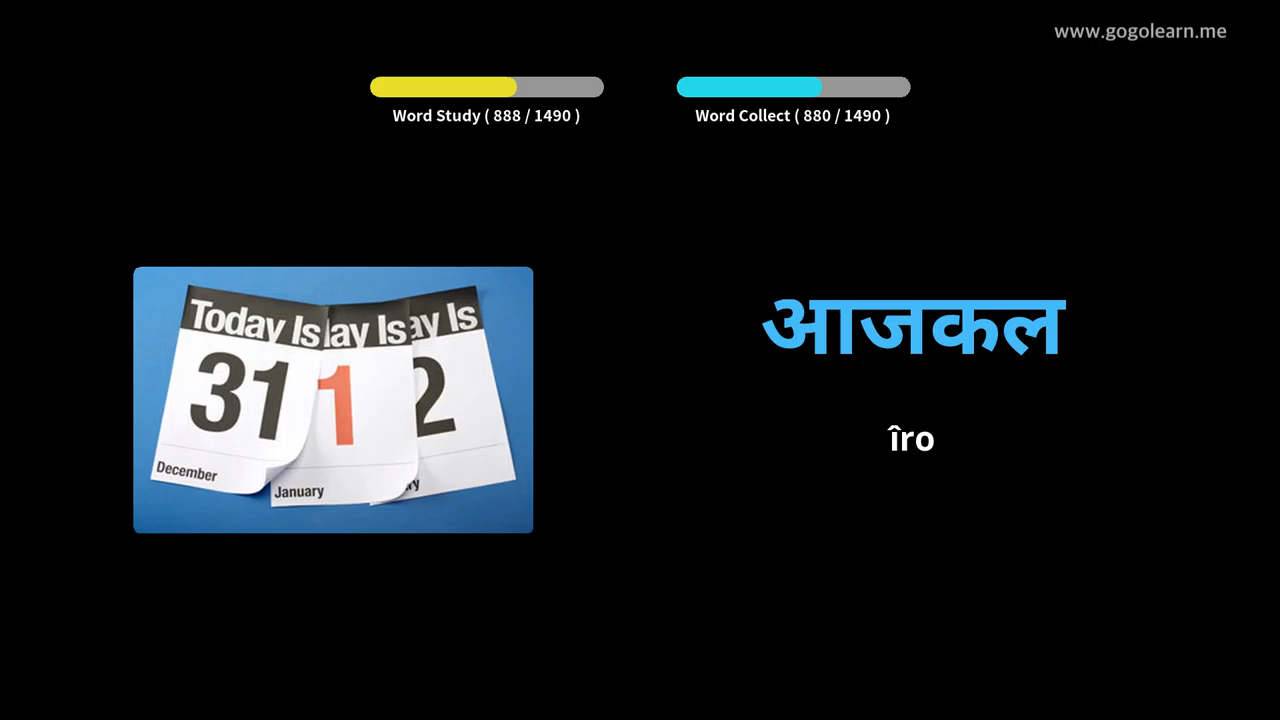 www.gogolearn.me
Word Study ( 888 / 1490 )
Word Collect ( 880 / 1490 )
Today Is
ay Is
ay Is
31
1
2
December
January
ry
आजकल
îro